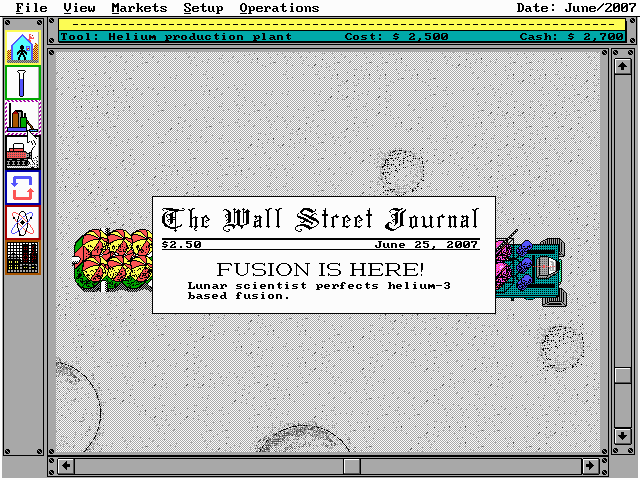 File View Markets Setup Operations Date: June/2007
Tool: Helium production plant Cost: $ 2,500 Cash: $ 2,700
The Wall Street Journal
$2.50 June 25, 2007
FUSION IS HERE!
Lunar scientist perfects helium-3
based fusion.